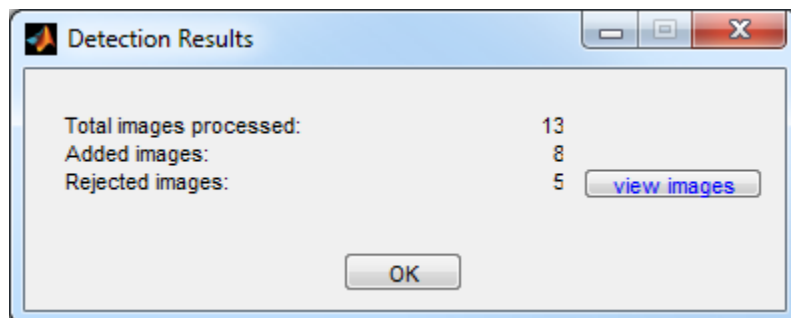 Detection Results
Total images processed: 13
Added images: 8
Rejected images: 5 view images
OK